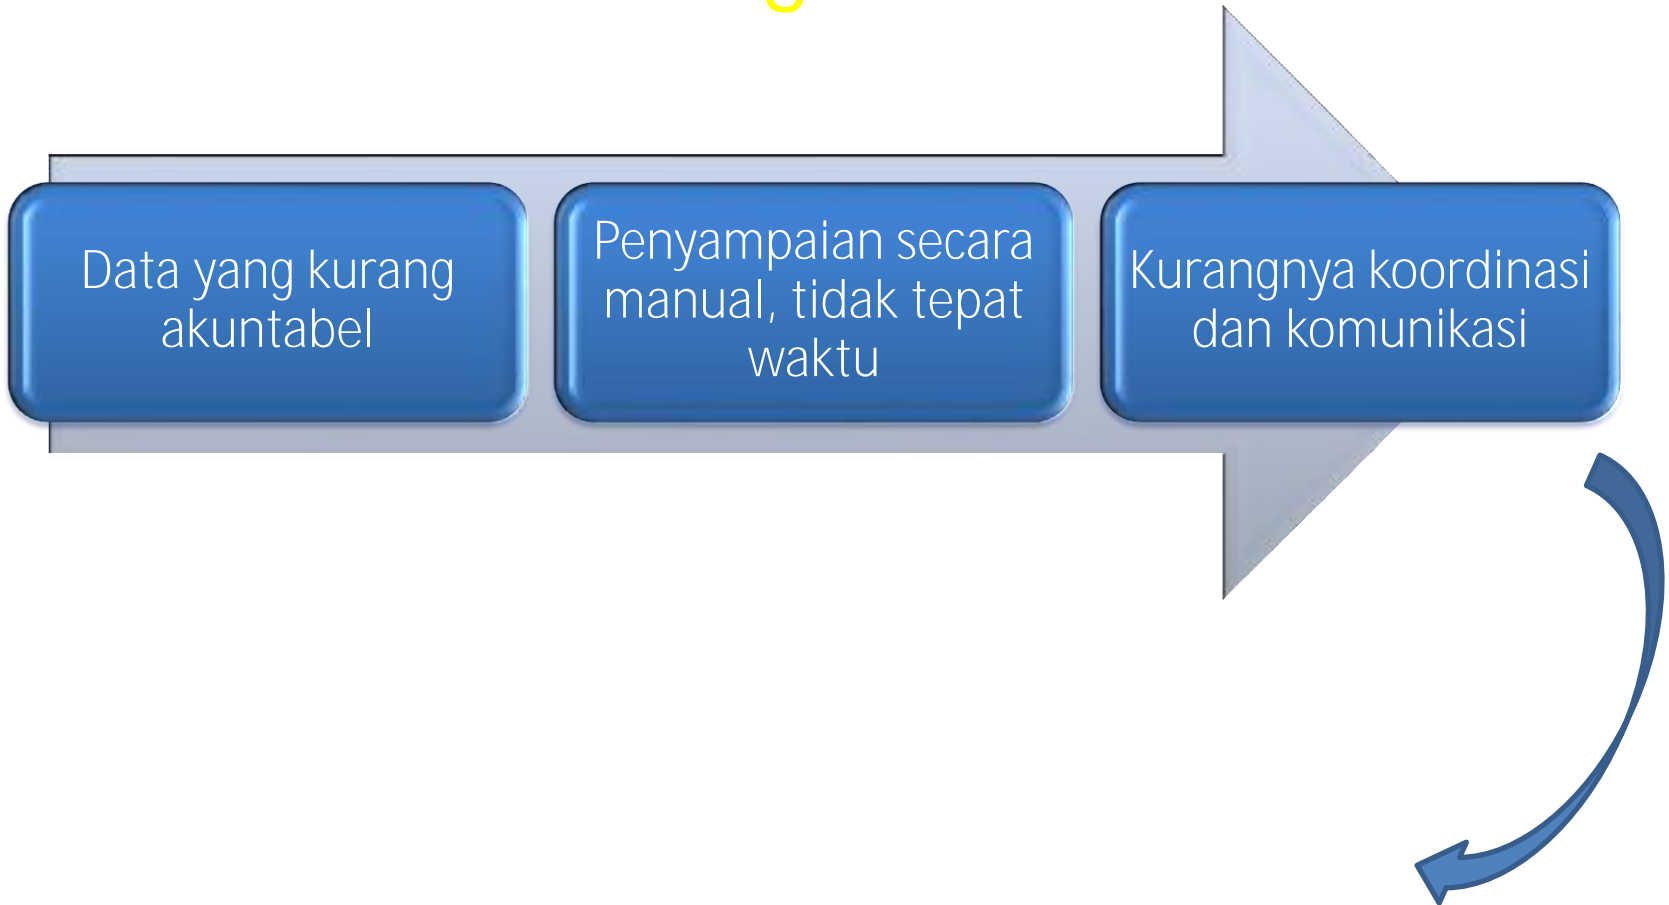 Data yang kurang
akuntabel
Penyampaian secara
manual, tidak tepat
waktu
Kurangnya koordinasi
dan komunikasi